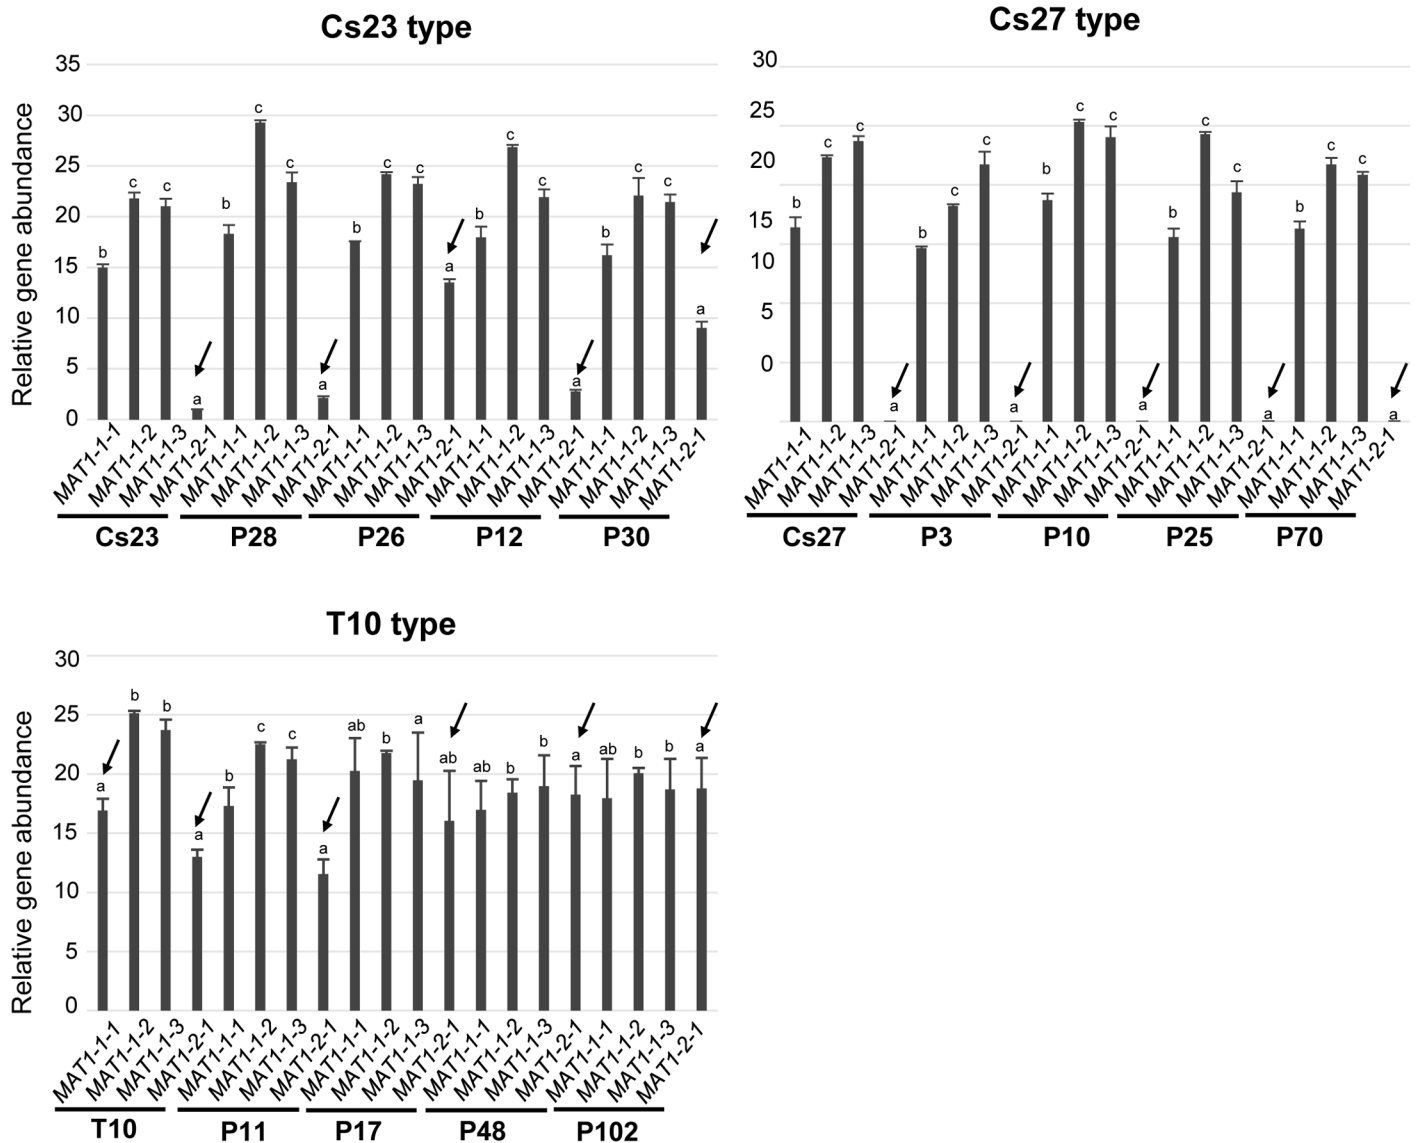 Cs23 type
Relative gene abundance
35
30
25
20
15
10
5
0
b c c a b c c a b c c a b c c a b c c a
MAT1-1-1 MAT1-1-2 MAT1-1-3 MAT1-2-1 MAT1-1-1 MAT1-1-2 MAT1-1-3 MAT1-2-1 MAT1-1-1 MAT1-1-2 MAT1-1-3 MAT1-2-1 MAT1-1-1 MAT1-1-2 MAT1-1-3 MAT1-2-1 MAT1-1-1 MAT1-1-2 MAT1-1-3 MAT1-2-1
Cs23 P28 P26 P12 P30
Cs27 type
30
25
20
15
10
5
0
b c c a b c c a b c c a b c c a b c c a
MAT1-1-1 MAT1-1-2 MAT1-1-3 MAT1-2-1 MAT1-1-1 MAT1-1-2 MAT1-1-3 MAT1-2-1 MAT1-1-1 MAT1-1-2 MAT1-1-3 MAT1-2-1 MAT1-1-1 MAT1-1-2 MAT1-1-3 MAT1-2-1 MAT1-1-1 MAT1-1-2 MAT1-1-3 MAT1-2-1
Cs27 P3 P10 P25 P70
T10 type
Relative gene abundance
30
25
20
15
10
5
0
a b b a b c c a ab b a ab ab b b a ab b b a
MAT1-1-1 MAT1-1-2 MAT1-1-3 MAT1-2-1 MAT1-1-1 MAT1-1-2 MAT1-1-3 MAT1-2-1 MAT1-1-1 MAT1-1-2 MAT1-1-3 MAT1-2-1 MAT1-1-1 MAT1-1-2 MAT1-1-3 MAT1-2-1 MAT1-1-1 MAT1-1-2 MAT1-1-3 MAT1-2-1
T10 P11 P17 P48 P102